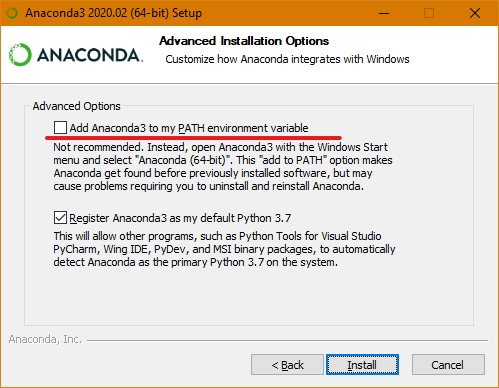 Anaconda3 2020.02 (64-bit) Setup
ANACONDA.
Advanced Installation Options
Customize how Anaconda integrates with Windows
Advanced Options
Add Anaconda3 to my PATH environment variable
Not recommended. Instead, open Anaconda3 with the Windows Start
menu and select "Anaconda (64-bit)". This "add to PATH" option makes
Anaconda get found before previously installed software, but may
cause problems requiring you to uninstall and reinstall Anaconda.
Register Anaconda3 as my default Python 3.7
This will allow other programs, such as Python Tools for Visual Studio
PyCharm, Wing IDE, PyDev, and MSI binary packages, to automatically
detect Anaconda as the primary Python 3.7 on the system.
Anaconda, Inc.
< Back
Install
Cancel